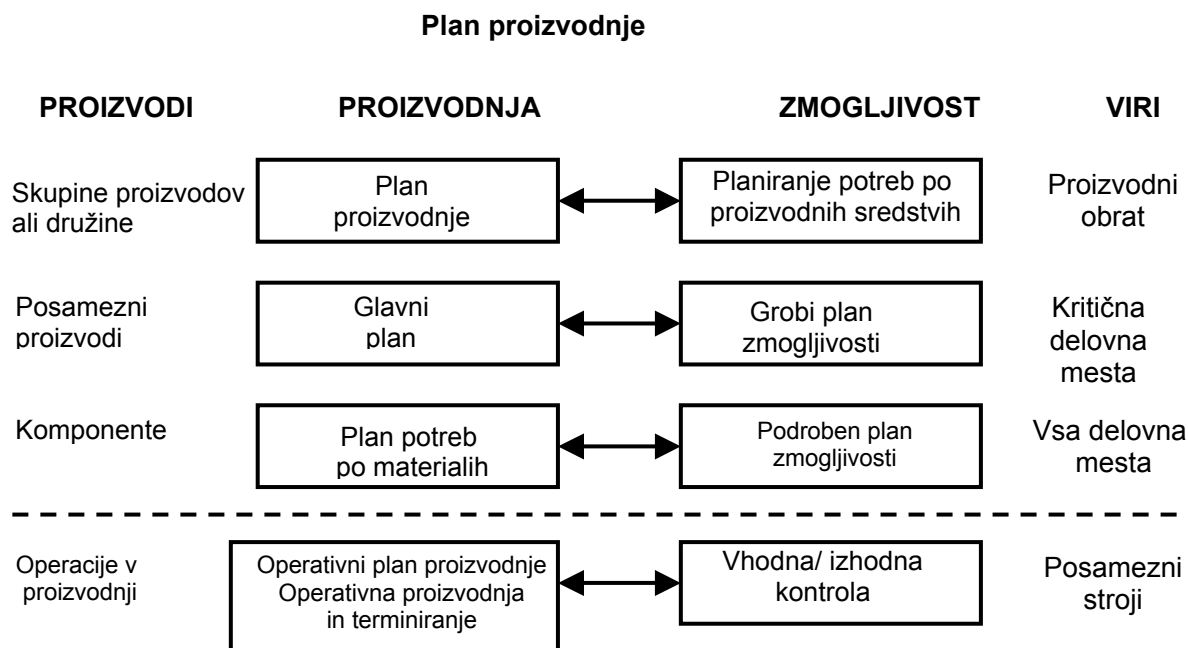 Plan proizvodnje
PROIZVODI
PROIZVODNJA
ZMOGLJIVOST
VIRI
Skupine proizvodov
ali družine
Plan
proizvodnje
Planiranje potreb po
proizvodnih sredstvih
Proizvodni
obrat
Posamezni
proizvodi
Glavni
plan
Grobi plan
zmogljivosti
Kritična
delovna
mesta
Komponente
Plan potreb
po materialih
Podroben plan
zmogljivosti
Vsa delovna
mesta
Operacije v
proizvodnji
Operativni plan proizvodnje
Operativna proizvodnja
in terminiranje
Vhodna/ izhodna
kontrola
Posamezni
stroji